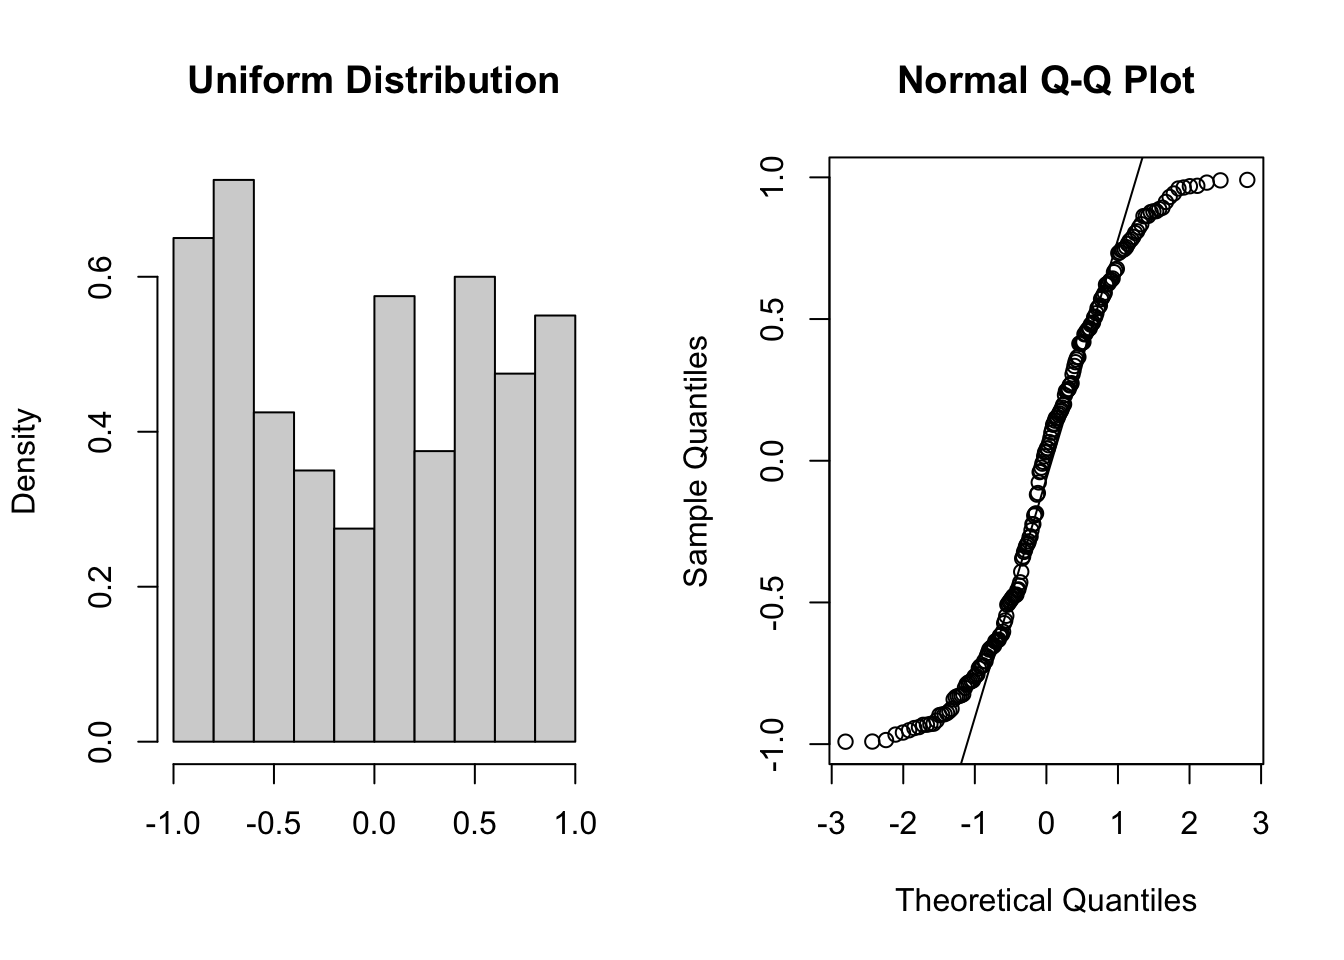 Uniform Distribution
Density
0.0
0.2
0.4
0.6
-1.0 -0.5 0.0 0.5 1.0
Normal Q-Q Plot
Sample Quantiles
-1.0
-0.5
0.0
0.5
1.0
-3 -2 -1 0 1 2 3
Theoretical Quantiles